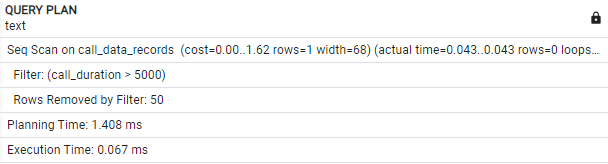 QUERY PLAN
text
Seq Scan on call_data_records (cost=0.00..1.62 rows=1 width=68) (actual time=0.043..0.043 rows=0 loops...
Filter: (call_duration > 5000)
Rows Removed by Filter: 50
Planning Time: 1.408 ms
Execution Time: 0.067 ms